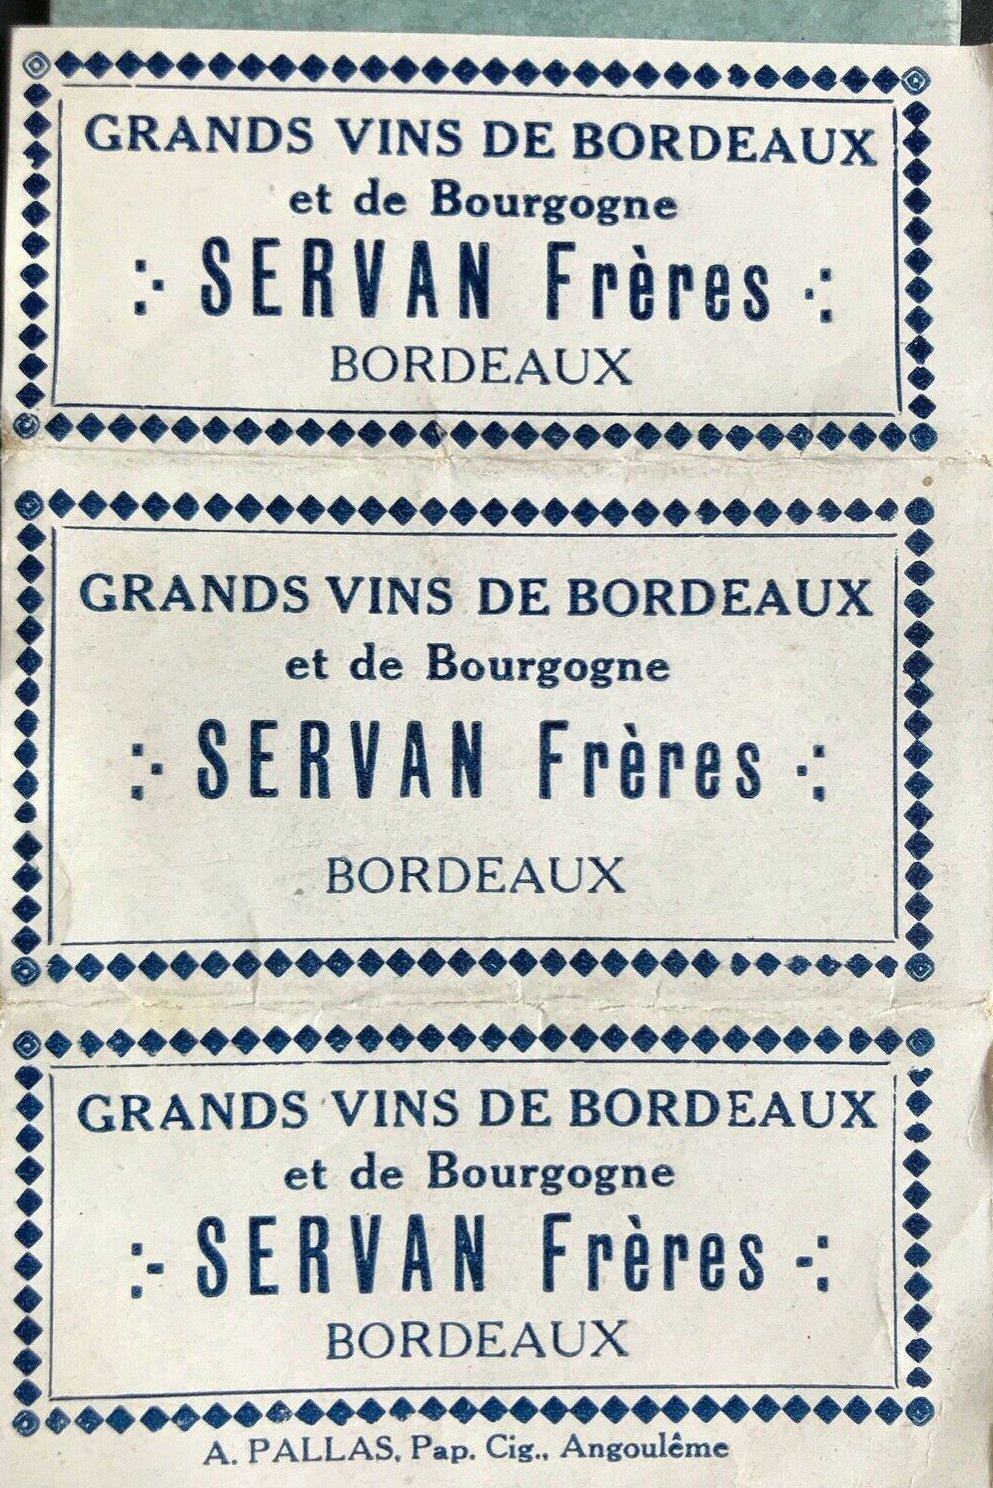 GRANDS VINS DE BORDEAUX
et de Bourgogne
SERVAN Frères
BORDEAUX
GRANDS VINS DE BORDEAUX
et de Bourgogne
SERVAN Frères
BORDEAUX
GRANDS VINS DE BORDEAUX
et de Bourgogne
SERVAN Frères
BORDEAUX
A. PALLAS, Pap. Cig., Angoulême